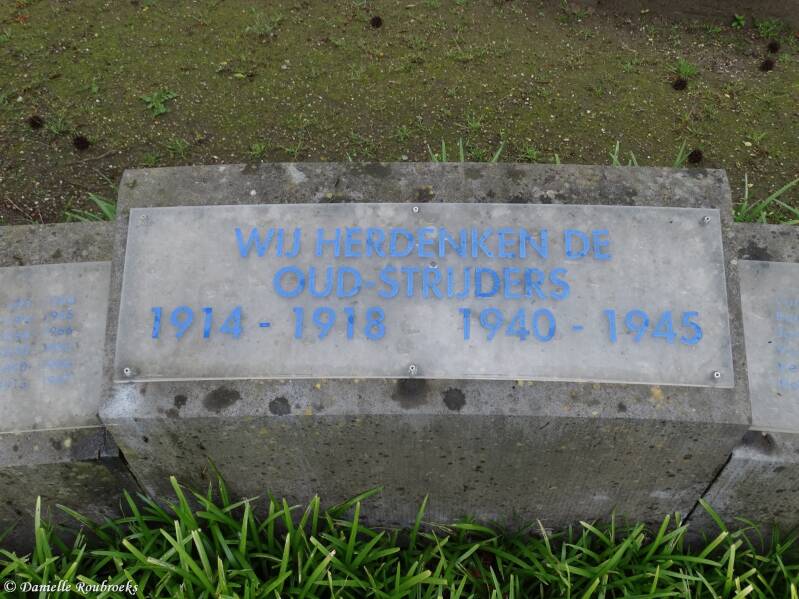 WIJ HERDENKEN DE
OUD-STRIJDERS
1914 - 1918 1940 - 1945
© Danielle Roubroeks